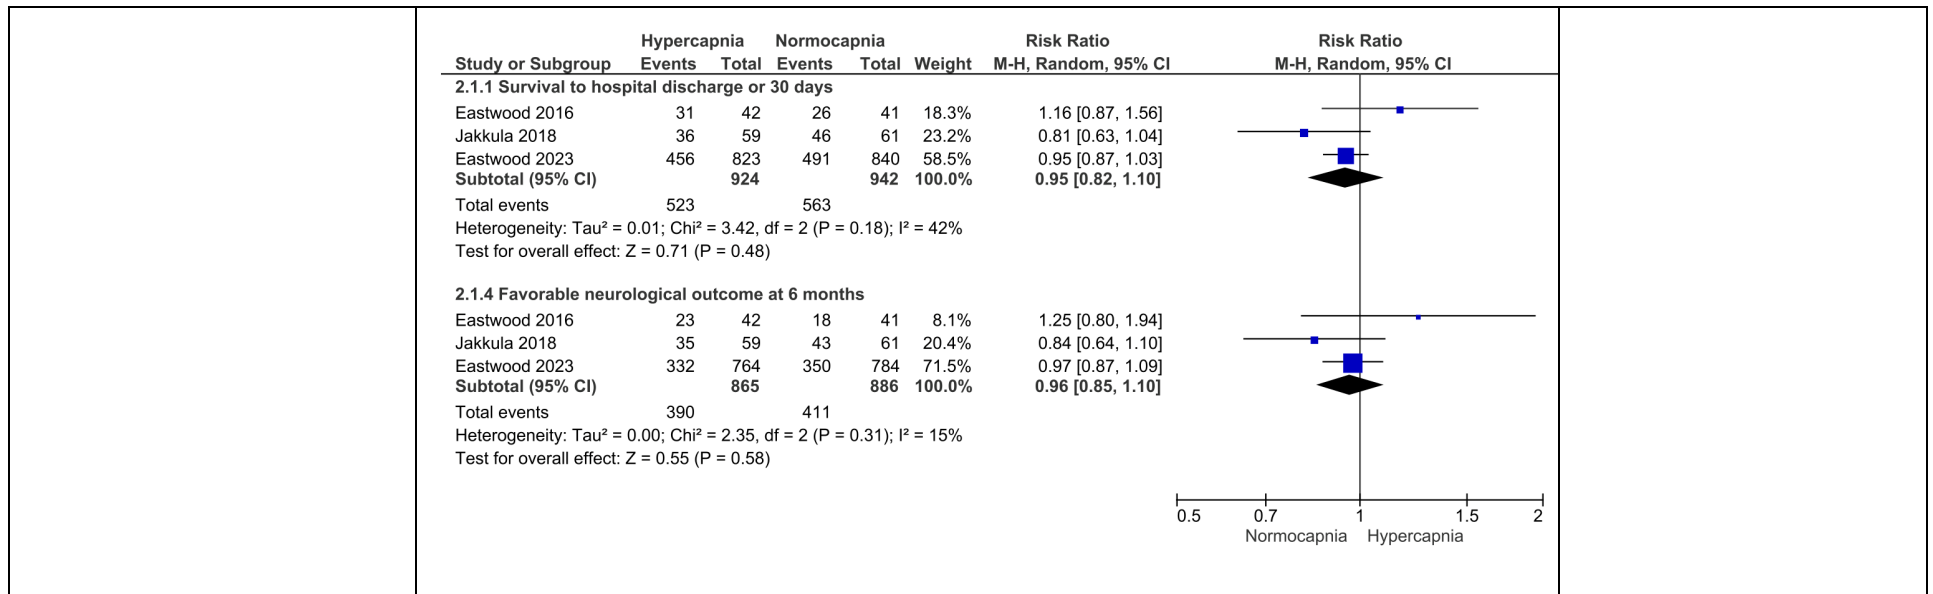 Hypercapnia Normocapnia Risk Ratio Risk Ratio
Study or Subgroup Events Total Events Total Weight M-H, Random, 95% CI M-H, Random, 95% CI
2.1.1 Survival to hospital discharge or 30 days
Eastwood 2016 31 42 26 41 18.3% 1.16 [0.87, 1.56]
Jakkula 2018 36 59 46 61 23.2% 0.81 [0.63, 1.04]
Eastwood 2023 456 823 491 840 58.5% 0.95 [0.87, 1.03]
Subtotal (95% CI) 924 942 100.0% 0.95 [0.82, 1.10]
Total events 523 563
Heterogeneity: Tau² = 0.01; Chi² = 3.42, df = 2 (P = 0.18); I² = 42%
Test for overall effect: Z = 0.71 (P = 0.48)
2.1.4 Favorable neurological outcome at 6 months
Eastwood 2016 23 42 18 41 8.1% 1.25 [0.80, 1.94]
Jakkula 2018 35 59 43 61 20.4% 0.84 [0.64, 1.10]
Eastwood 2023 332 764 350 784 71.5% 0.97 [0.87, 1.09]
Subtotal (95% CI) 865 886 100.0% 0.96 [0.85, 1.10]
Total events 390 411
Heterogeneity: Tau² = 0.00; Chi² = 2.35, df = 2 (P = 0.31); I² = 15%
Test for overall effect: Z = 0.55 (P = 0.58)
0.5 0.7 1 1.5 2
Normocapnia Hypercapnia